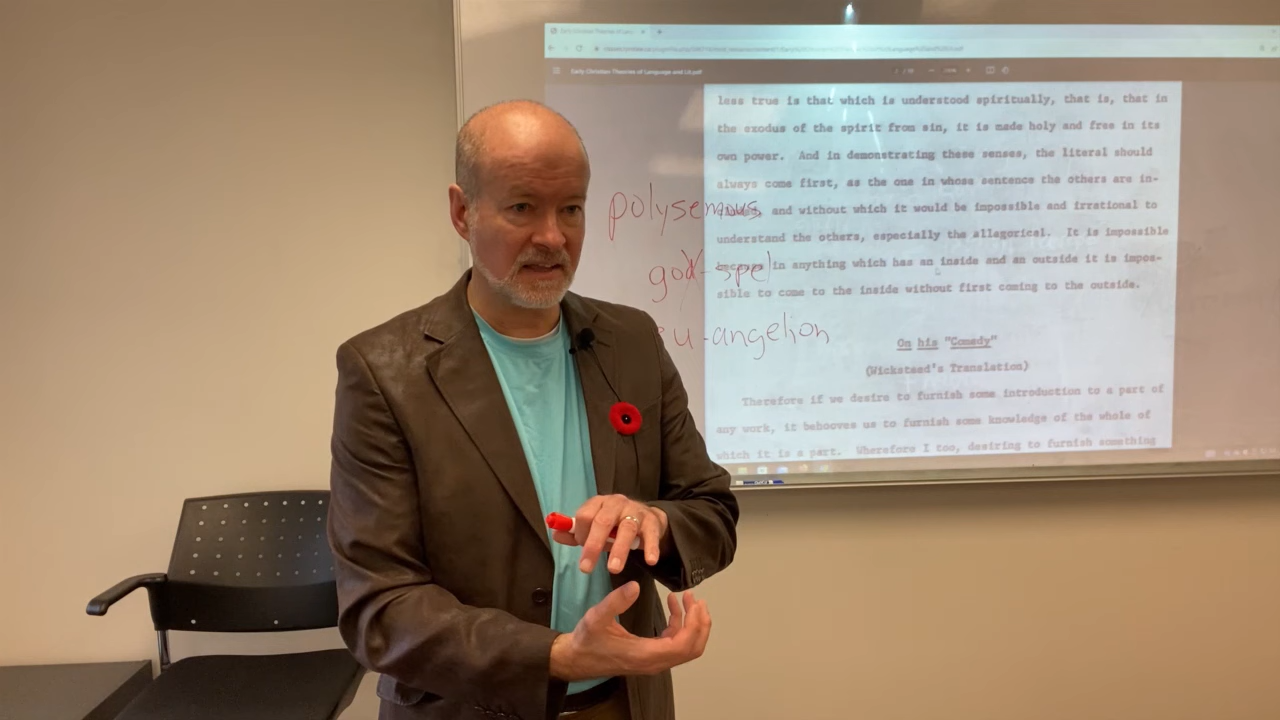 Early Christian Theories of Language and Lit.pdf
less true is that which is understood spiritually, that is, that in
the exodus of the spirit from sin, it is made holy and free in its
own power. And in demonstrating these senses, the literal should
always come first, as the one in whose sentence the others are in-
and without which it would be impossible and irrational to
understand the others, especially the allagorical. It is impossible
in anything which has an inside and an outside it is impos-
sible to come to the inside without first coming to the outside.
On his "Comedy"
(Wicksteed's Translation)
Therefore if we desire to furnish some introduction to a part of
any work, it behooves us to furnish some knowledge of the whole of
which it is a part. Wherefore I too, desiring to furnish something
polysemous
god-spel
eu-angelion